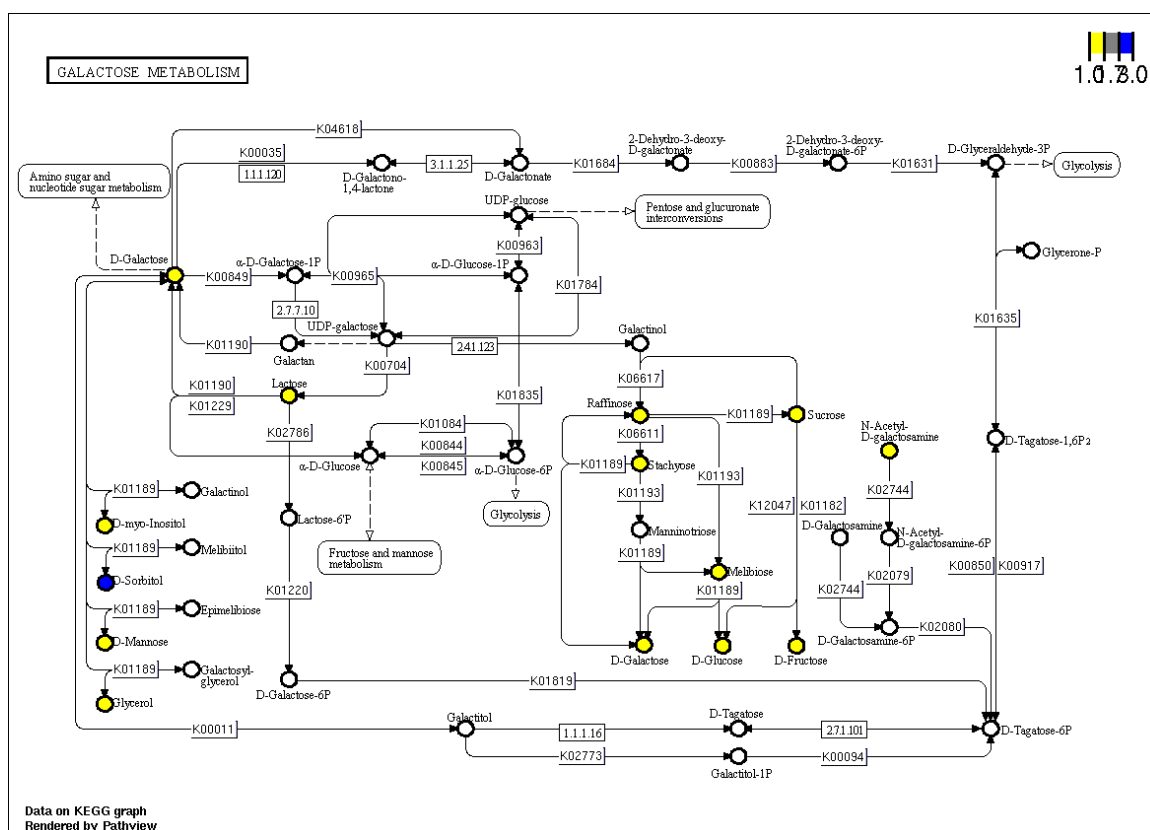 GALACTOSE METABOLISM
K04618
Amino sugar and
nucleotide sugar metabolism
K00035
1.1.1.120
D-Galactono-
1,4-lactone
3.1.1.25
D-Galactonate
K01684
2-Dehydro-3-deoxy-
D-galactonate
K00883
2-Dehydro-3-deoxy-
D-galactonate-6P
K01631
D-Glyceraldehyde-3P
Glycolysis
UDP-glucose
Pentose and glucuronate
interconversions
K00963
D-Galactose
K00849
α-D-Galactose-1P
K00965
α-D-Glucose-1P
K01784
Glycerone-P
2.7.7.10
UDP-galactose
K01635
K01190
Galactan
2.4.1.123
Galactinol
K00704
K01190
K01229
Lactose
K06617
K01835
Raffinose
K01189
Sucrose
K02786
K01084
K00844
K00845
α-D-Glucose
α-D-Glucose-6P
K06611
K01189
Stachyose
K01193
K01193
N-Acetyl-
D-galactosamine
D-Tagatose-1,6P2
K02744
K01189
Galactinol
D-myo-Inositol
Lactose-6'P
Glycolysis
Manninotriose
K12047
K01182
D-Galactosamine
N-Acetyl-
D-galactosamine-6P
K01189
Melibiitol
D-Sorbitol
Fructose and mannose
metabolism
K01189
Melibiose
K02744
K02079
K00850
K00917
K01220
K01189
K01189
Epimelibiose
D-Mannose
D-Galactosamine-6P
K02080
D-Galactose
D-Glucose
D-Fructose
K01189
Galactosyl-
glycerol
Glycerol
D-Galactose-6P
K01819
K00011
Galactitol
1.1.1.16
D-Tagatose
2.7.1.101
D-Tagatose-6P
K02773
Galactitol-1P
K00094
Data on KEGG graph
Rendered by Pathview